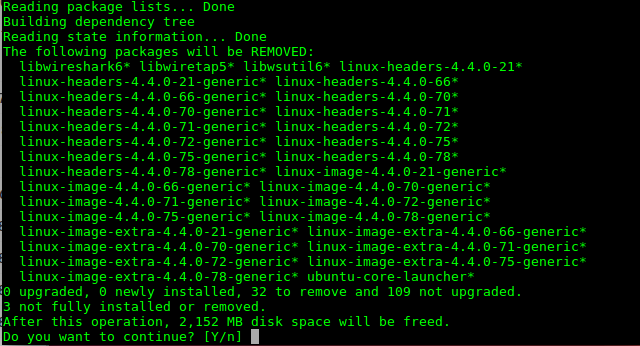 Reading package lists... Done
Building dependency tree
Reading state information... Done
The following packages will be REMOVED:
libwireshark6* libwiretap5* libwsutil6* linux-headers-4.4.0-21*
linux-headers-4.4.0-21-generic* linux-headers-4.4.0-66*
linux-headers-4.4.0-66-generic* linux-headers-4.4.0-70*
linux-headers-4.4.0-70-generic* linux-headers-4.4.0-71*
linux-headers-4.4.0-71-generic* linux-headers-4.4.0-72*
linux-headers-4.4.0-72-generic* linux-headers-4.4.0-75*
linux-headers-4.4.0-75-generic* linux-headers-4.4.0-78*
linux-headers-4.4.0-78-generic* linux-image-4.4.0-21-generic*
linux-image-4.4.0-66-generic* linux-image-4.4.0-70-generic*
linux-image-4.4.0-71-generic* linux-image-4.4.0-72-generic*
linux-image-4.4.0-75-generic* linux-image-4.4.0-78-generic*
linux-image-extra-4.4.0-21-generic* linux-image-extra-4.4.0-66-generic*
linux-image-extra-4.4.0-70-generic* linux-image-extra-4.4.0-71-generic*
linux-image-extra-4.4.0-72-generic* linux-image-extra-4.4.0-75-generic*
linux-image-extra-4.4.0-78-generic* ubuntu-core-launcher*
0 upgraded, 0 newly installed, 32 to remove and 109 not upgraded.
3 not fully installed or removed.
After this operation, 2,152 MB disk space will be freed.
Do you want to continue? [Y/n]